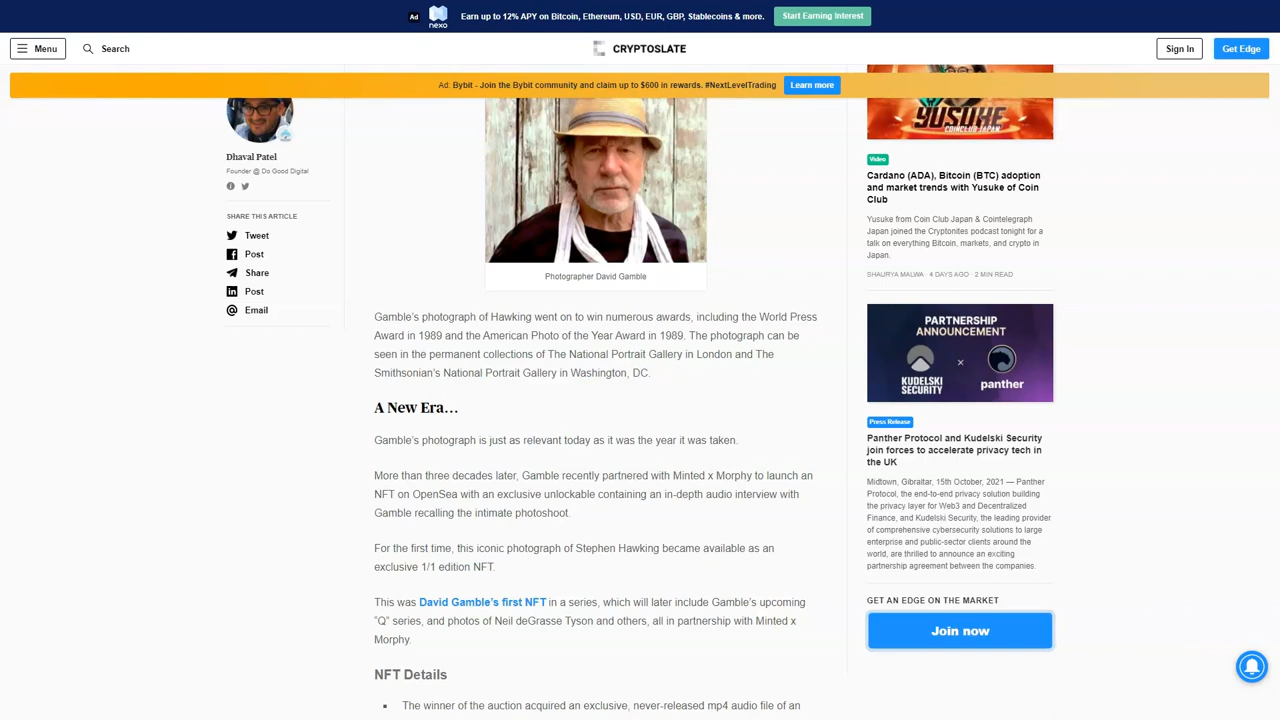 Ad
nexo
Earn up to 12% APY on Bitcoin, Ethereum, USD, EUR, GBP, Stablecoins & more.
Start Earning Interest
Menu
Search
CRYPTOSLATE
Sign In
Get Edge
Ad: Bybit - Join the Bybit community and claim up to $600 in rewards. #NextLevelTrading
Learn more
Dhaval Patel
Founder @ Do Good Digital
SHARE THIS ARTICLE
Tweet
Post
Share
Post
Email
Photographer David Gamble
Gamble's photograph of Hawking went on to win numerous awards, including the World Press
Award in 1989 and the American Photo of the Year Award in 1989. The photograph can be
seen in the permanent collections of The National Portrait Gallery in London and The
Smithsonian's National Portrait Gallery in Washington, DC.
A New Era…
Gamble's photograph is just as relevant today as it was the year it was taken.
More than three decades later, Gamble recently partnered with Minted x Morphy to launch an
NFT on OpenSea with an exclusive unlockable containing an in-depth audio interview with
Gamble recalling the intimate photoshoot.
For the first time, this iconic photograph of Stephen Hawking became available as an
exclusive 1/1 edition NFT.
This was David Gamble's first NFT in a series, which will later include Gamble's upcoming
"Q" series, and photos of Neil deGrasse Tyson and others, all in partnership with Minted x
Morphy.
NFT Details
▪ The winner of the auction acquired an exclusive, never-released mp4 audio file of an
YUSUKE
COINCLUB JAPAN
Video
Cardano (ADA), Bitcoin (BTC) adoption
and market trends with Yusuke of Coin
Club
Yusuke from Coin Club Japan & Cointelegraph
Japan joined the Cryptonites podcast tonight for a
talk on everything Bitcoin, markets, and crypto in
Japan.
SHAURYA MALWA · 4 DAYS AGO · 2 MIN READ
PARTNERSHIP
ANNOUNCEMENT
KUDELSKI
SECURITY
×
panther
Press Release
Panther Protocol and Kudelski Security
join forces to accelerate privacy tech in
the UK
Midtown, Gibraltar, 15th October, 2021 — Panther
Protocol, the end-to-end privacy solution building
the privacy layer for Web3 and Decentralized
Finance, and Kudelski Security, the leading provider
of comprehensive cybersecurity solutions to large
enterprise and public-sector clients around the
world, are thrilled to announce an exciting
partnership agreement between the companies.
GET AN EDGE ON THE MARKET
Join now